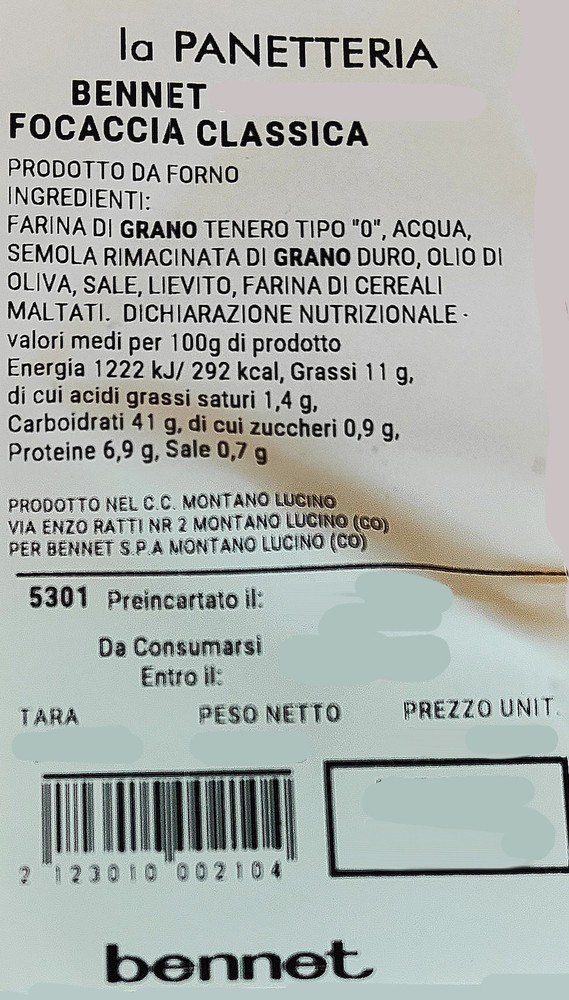 la PANETTERIA
BENNET
FOCACCIA CLASSICA
PRODOTTO DA FORNO
INGREDIENTI:
FARINA DI GRANO TENERO TIPO "0", ACQUA,
SEMOLA RIMACINATA DI GRANO DURO, OLIO DI
OLIVA, SALE, LIEVITO, FARINA DI CEREALI
MALTATI. DICHIARAZIONE NUTRIZIONALE -
valori medi per 100g di prodotto
Energia 1222 kJ/ 292 kcal, Grassi 11 g,
di cui acidi grassi saturi 1,4 g,
Carboidrati 41 g, di cui zuccheri 0,9 g,
Proteine 6,9 g, Sale 0,7 g
PRODOTTO NEL C.C. MONTANO LUCINO
VIA ENZO RATTI NR 2 MONTANO LUCINO (CO)
PER BENNET S.P.A MONTANO LUCINO (CO)
5301 Preincartato il:
Da Consumarsi
Entro il:
TARA PESO NETTO PREZZO UNIT.
2 123010 002104
bennet